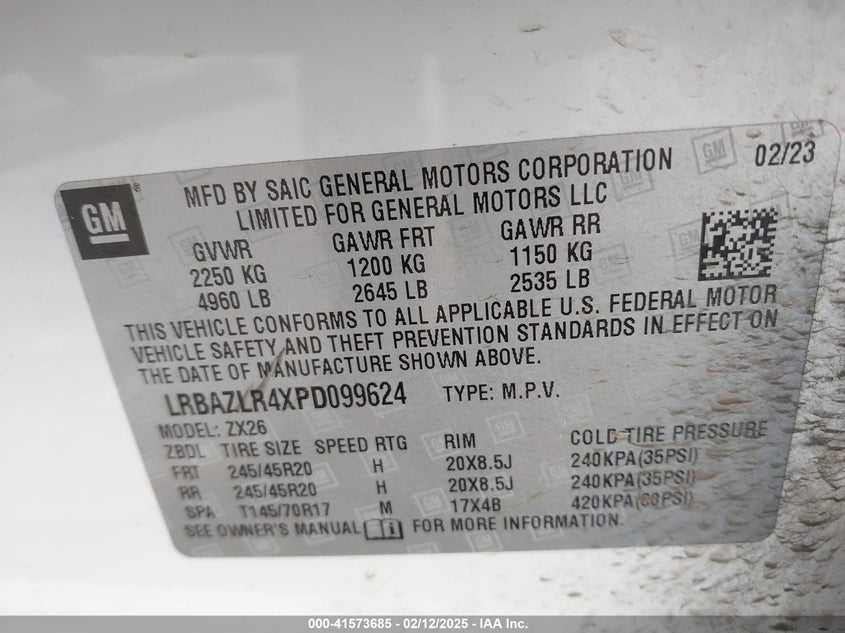 GM
MFD BY SAIC GENERAL MOTORS CORPORATION
02/23
LIMITED FOR GENERAL MOTORS LLC
GVWR GAWR FRT GAWR RR
2250 KG 1200 KG 1150 KG
4960 LB 2645 LB 2535 LB
THIS VEHICLE CONFORMS TO ALL APPLICABLE U.S. FEDERAL MOTOR
VEHICLE SAFETY AND THEFT PREVENTION STANDARDS IN EFFECT ON
THE DATE OF MANUFACTURE SHOWN ABOVE.
LRBAZLR4XPD099624 TYPE: M.P.V.
MODEL: ZX26
ZBDL TIRE SIZE SPEED RTG RIM COLD TIRE PRESSURE
FRT 245/45R20 H 20X8.5J 240KPA(35PSI)
RR 245/45R20 H 20X8.5J 240KPA(35PSI)
SPA T145/70R17 M 17X4B 420KPA(60PSI)
SEE OWNER'S MANUAL FOR MORE INFORMATION.
000-41573685 - 02/12/2025 - IAA Inc.